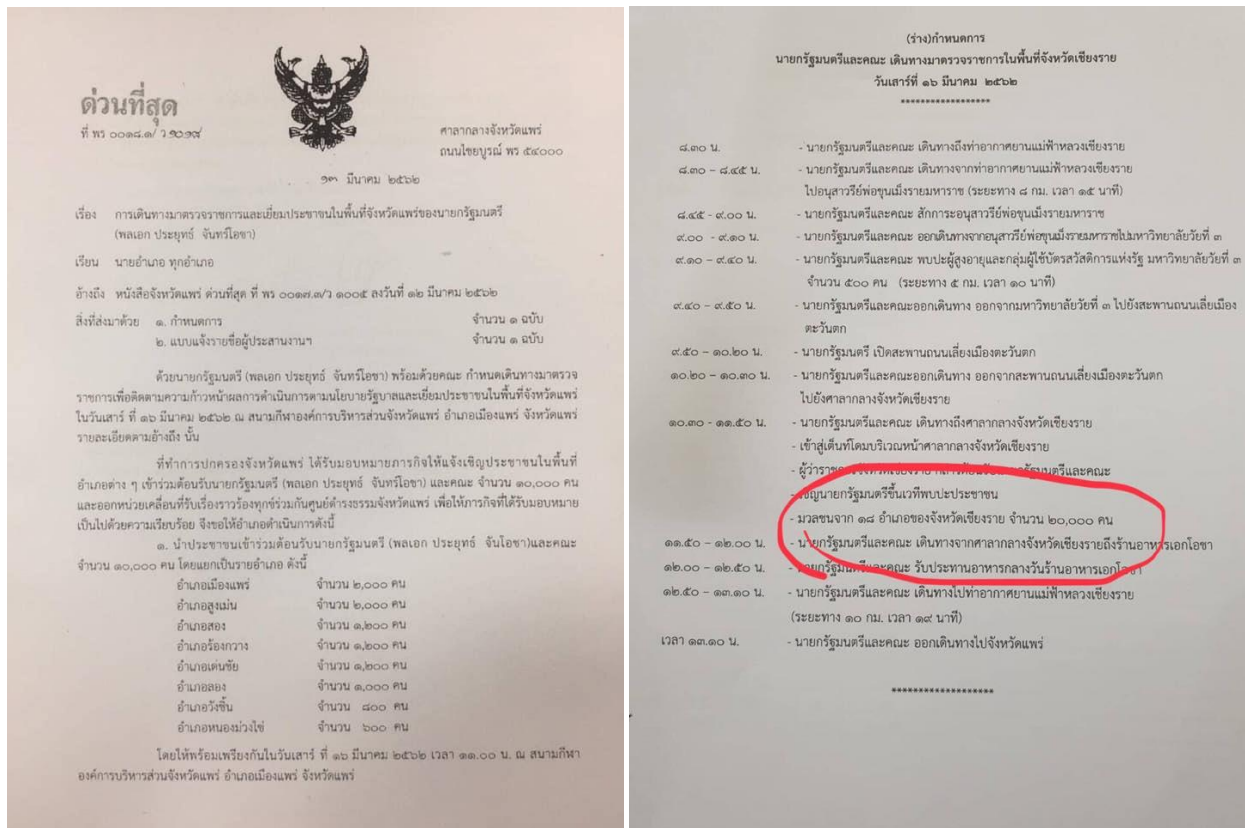 ด่วนที่สุด
ที่ พร ๐๐๑๘.๑/ว
ศาลากลางจังหวัดแพร่
ถนนไชยบูรณ์ พร ๕๔๐๐๐
๑๓ มีนาคม ๒๕๖๒
เรื่อง การเดินทางมาตรวจราชการและเยี่ยมประชาชนในพื้นที่จังหวัดแพร่ของนายกรัฐมนตรี
(พลเอก ประยุทธ์ จันทร์โอชา)
เรียน นายอำเภอ ทุกอำเภอ
อ้างถึง หนังสือจังหวัดแพร่ ด่วนที่สุด ที่ พร ๐๐๑๗.๓/ว ๑๐๐๕ ลงวันที่ ๑๒ มีนาคม ๒๕๖๒
สิ่งที่ส่งมาด้วย ๑. กำหนดการ จำนวน ๑ ฉบับ
๒. แบบแจ้งรายชื่อผู้ประสานงานฯ จำนวน ๑ ฉบับ
ด้วยนายกรัฐมนตรี (พลเอก ประยุทธ์ จันทร์โอชา) พร้อมด้วยคณะ กำหนดเดินทางมาตรวจ
ราชการเพื่อติดตามความก้าวหน้าผลการดำเนินการตามนโยบายรัฐบาลและเยี่ยมประชาชนในพื้นที่จังหวัดแพร่
ในวันเสาร์ ที่ ๑๖ มีนาคม ๒๕๖๒ ณ สนามกีฬาองค์การบริหารส่วนจังหวัดแพร่ อำเภอเมืองแพร่ จังหวัดแพร่
รายละเอียดตามอ้างถึง นั้น
ที่ทำการปกครองจังหวัดแพร่ ได้รับมอบหมายภารกิจให้แจ้งเชิญประชาชนในพื้นที่
อำเภอต่าง ๆ เข้าร่วมต้อนรับนายกรัฐมนตรี (พลเอก ประยุทธ์ จันทร์โอชา) และคณะ จำนวน ๑๐,๐๐๐ คน
และออกหน่วยเคลื่อนที่รับเรื่องราวร้องทุกข์ร่วมกับศูนย์ดำรงธรรมจังหวัดแพร่ เพื่อให้ภารกิจที่ได้รับมอบหมาย
เป็นไปด้วยความเรียบร้อย จึงขอให้อำเภอดำเนินการดังนี้
๑. นำประชาชนเข้าร่วมต้อนรับนายกรัฐมนตรี (พลเอก ประยุทธ์ จันโอชา)และคณะ
จำนวน ๑๐,๐๐๐ คน โดยแยกเป็นรายอำเภอ ดังนี้
อำเภอเมืองแพร่ จำนวน ๒,๐๐๐ คน
อำเภอสูงเม่น จำนวน ๒,๐๐๐ คน
อำเภอสอง จำนวน ๑,๒๐๐ คน
อำเภอร้องกวาง จำนวน ๑,๒๐๐ คน
อำเภอเด่นชัย จำนวน ๑,๒๐๐ คน
อำเภอลอง จำนวน ๑,๐๐๐ คน
อำเภอวังชิ้น จำนวน ๘๐๐ คน
อำเภอหนองม่วงไข่ จำนวน ๖๐๐ คน
โดยให้พร้อมเพรียงกันในวันเสาร์ ที่ ๑๖ มีนาคม ๒๕๖๒ เวลา ๑๑.๐๐ น. ณ สนามกีฬา
องค์การบริหารส่วนจังหวัดแพร่ อำเภอเมืองแพร่ จังหวัดแพร่
(ร่าง)กำหนดการ
นายกรัฐมนตรีและคณะ เดินทางมาตรวจราชการในพื้นที่จังหวัดเชียงราย
วันเสาร์ที่ ๑๖ มีนาคม ๒๕๖๒
******************
๘.๓๐ น. - นายกรัฐมนตรีและคณะ เดินทางถึงท่าอากาศยานแม่ฟ้าหลวงเชียงราย
๘.๓๐ – ๘.๔๕ น. - นายกรัฐมนตรีและคณะ เดินทางจากท่าอากาศยานแม่ฟ้าหลวงเชียงราย
ไปอนุสาวรีย์พ่อขุนเม็งรายมหาราช (ระยะทาง ๘ กม. เวลา ๑๕ นาที)
๘.๔๕ - ๙.๐๐ น. - นายกรัฐมนตรีและคณะ สักการะอนุสาวรีย์พ่อขุนเม็งรายมหาราช
๙.๐๐ - ๙.๑๐ น. - นายกรัฐมนตรีและคณะ ออกเดินทางจากอนุสาวรีย์พ่อขุนเม็งรายมหาราชไปมหาวิทยาลัยวัยที่ ๓
๙.๑๐ – ๙.๔๐ น. - นายกรัฐมนตรีและคณะ พบปะผู้สูงอายุและกลุ่มผู้ใช้บัตรสวัสดิการแห่งรัฐ มหาวิทยาลัยวัยที่ ๓
จำนวน ๕๐๐ คน (ระยะทาง ๕ กม. เวลา ๑๐ นาที)
๙.๔๐ – ๙.๕๐ น. - นายกรัฐมนตรีและคณะออกเดินทาง ออกจากมหาวิทยาลัยวัยที่ ๓ ไปยังสะพานถนนเลี่ยงเมือง
ตะวันตก
๙.๕๐ – ๑๐.๒๐ น. - นายกรัฐมนตรี เปิดสะพานถนนเลี่ยงเมืองตะวันตก
๑๐.๒๐ – ๑๐.๓๐ น. - นายกรัฐมนตรีและคณะออกเดินทาง ออกจากสะพานถนนเลี่ยงเมืองตะวันตก
ไปยังศาลากลางจังหวัดเชียงราย
๑๐.๓๐ - ๑๑.๕๐ น. - นายกรัฐมนตรีและคณะ เดินทางถึงศาลากลางจังหวัดเชียงราย
- เข้าสู่เต็นท์โดมบริเวณหน้าศาลากลางจังหวัดเชียงราย
- ผู้ว่าราชการจังหวัดเชียงราย นายกรัฐมนตรีและคณะ
- เชิญนายกรัฐมนตรีขึ้นเวทีพบปะประชาชน
- มวลชนจาก ๑๘ อำเภอของจังหวัดเชียงราย จำนวน ๒๐,๐๐๐ คน
๑๑.๕๐ – ๑๒.๐๐ น. - นายกรัฐมนตรีและคณะ เดินทางจากศาลากลางจังหวัดเชียงรายถึงร้านอาหารเอกโอชา
๑๒.๐๐ – ๑๒.๕๐ น. - นายกรัฐมนตรีและคณะ รับประทานอาหารกลางวันร้านอาหารเอกโอชา
๑๒.๕๐ – ๑๓.๑๐ น. - นายกรัฐมนตรีและคณะ เดินทางไปท่าอากาศยานแม่ฟ้าหลวงเชียงราย
(ระยะทาง ๑๐ กม. เวลา ๑๙ นาที)
เวลา ๑๓.๑๐ น. - นายกรัฐมนตรีและคณะ ออกเดินทางไปจังหวัดแพร่
*******************